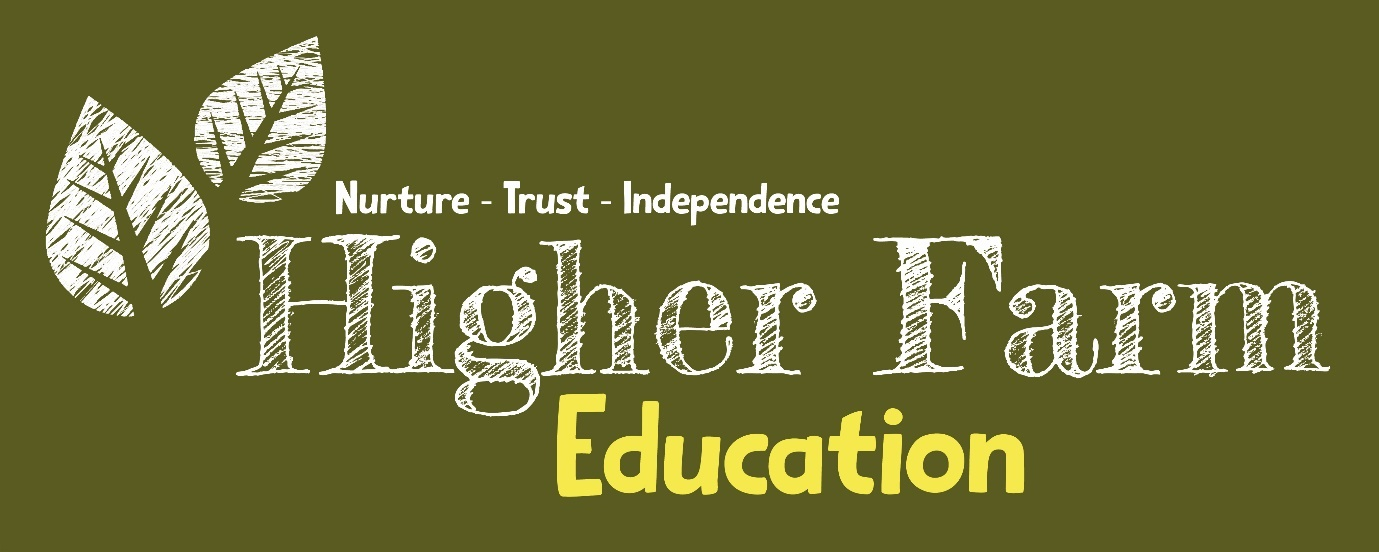 Nurture - Trust - Independence
Higher Farm
Education